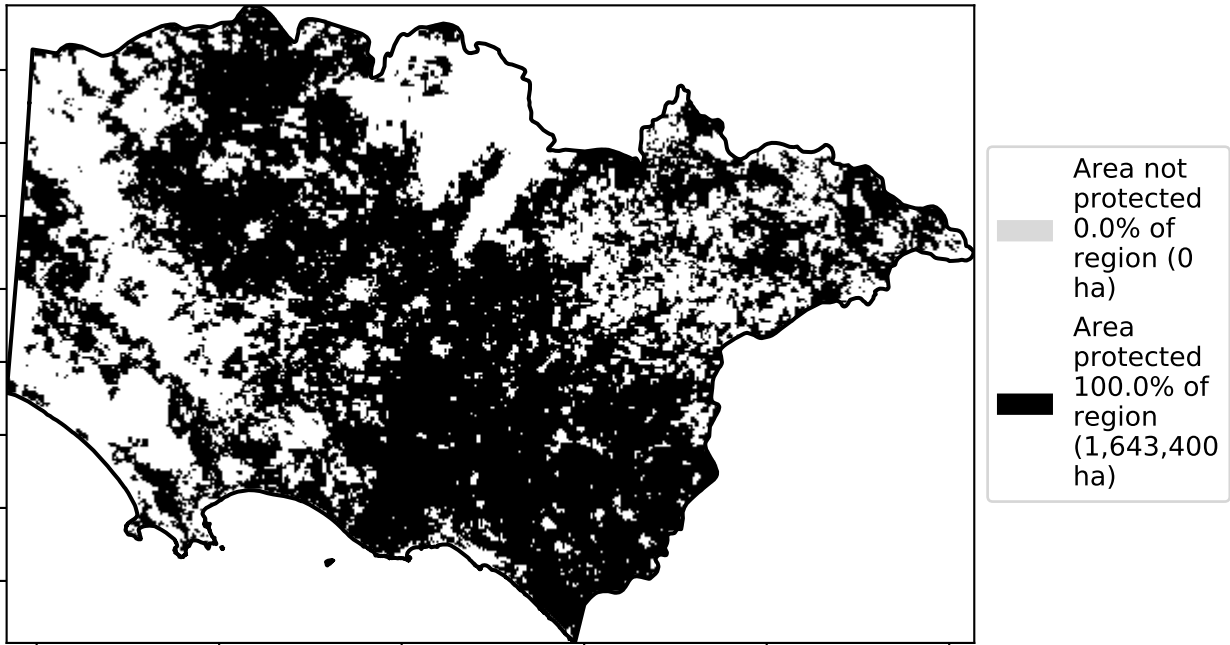 Area not
protected
0.0% of
region (0
ha)
Area
protected
100.0% of
region
(1,643,400
ha)